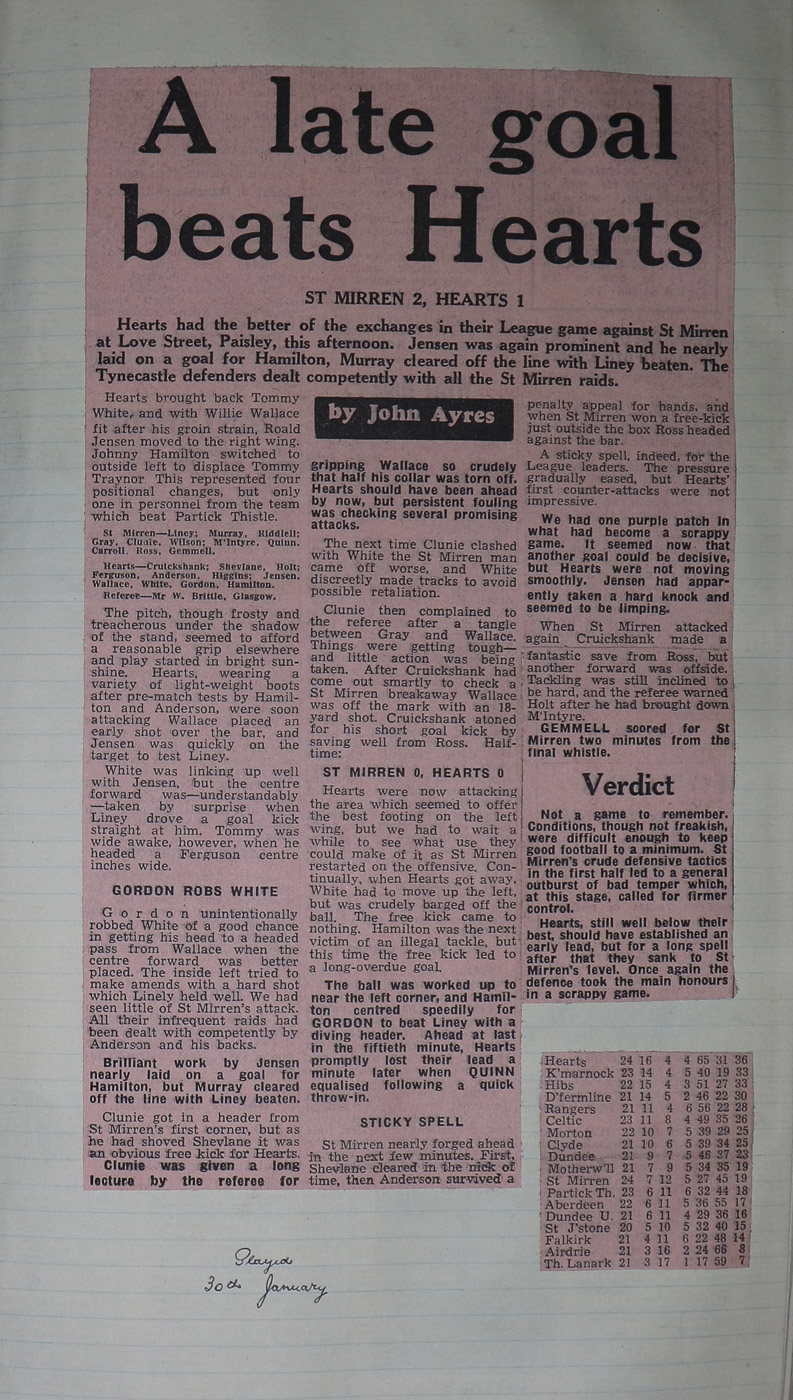 A late goal
beats Hearts
ST MIRREN 2, HEARTS 1
Hearts had the better of the exchanges in their League game against St Mirren
at Love Street, Paisley, this afternoon. Jensen was again prominent and he nearly
laid on a goal for Hamilton, Murray cleared off the line with Liney beaten. The
Tynecastle defenders dealt competently with all the St Mirren raids.
Hearts brought back Tommy
White, and with Willie Wallace
fit after his groin strain, Roald
Jensen moved to the right wing.
Johnny Hamilton switched to
outside left to displace Tommy
Traynor. This represented four
positional changes, but only
one in personnel from the team
which beat Partick Thistle.
St Mirren—Liney; Murray, Riddell;
Gray, Clunie, Wilson; M'Intyre, Quinn,
Carroll, Ross, Gemmell.
Hearts—Cruickshank; Shevlane, Holt;
Ferguson, Anderson, Higgins; Jensen,
Wallace, White, Gordon, Hamilton.
Referee—Mr W. Brittle, Glasgow.
The pitch, though frosty and
treacherous under the shadow
of the stand, seemed to afford
a reasonable grip elsewhere
and play started in bright sun-
shine. Hearts, wearing a
variety of light-weight boots
after pre-match tests by Hamil-
ton and Anderson, were soon
attacking Wallace placed an
early shot over the bar, and
Jensen was quickly on the
target to test Liney.
White was linking up well
with Jensen, but the centre
forward was—understandably
—taken by surprise when
Liney drove a goal kick
straight at him. Tommy was
wide awake, however, when he
headed a Ferguson centre
inches wide.
GORDON ROBS WHITE
Gordon unintentionally
robbed White of a good chance
in getting his head to a headed
pass from Wallace when the
centre forward was better
placed. The inside left tried to
make amends with a hard shot
which Linely held well. We had
seen little of St Mirren's attack.
All their infrequent raids had
been dealt with competently by
Anderson and his backs.
Brilliant work by Jensen
nearly laid on a goal for
Hamilton, but Murray cleared
off the line with Liney beaten.
Clunie got in a header from
St Mirren's first corner, but as
he had shoved Shevlane it was
an obvious free kick for Hearts.
Clunie was given a long
lecture by the referee for
by John Ayres
gripping Wallace so crudely
that half his collar was torn off.
Hearts should have been ahead
by now, but persistent fouling
was checking several promising
attacks.
The next time Clunie clashed
with White the St Mirren man
came off worse, and White
discreetly made tracks to avoid
possible retaliation.
Clunie then complained to
the referee after a tangle
between Gray and Wallace.
Things were getting tough—
and little action was being
taken. After Cruickshank had
come out smartly to check a
St Mirren breakaway Wallace
was off the mark with an 18-
yard shot. Cruickshank atoned
for his short goal kick by
saving well from Ross. Half-
time:
ST MIRREN 0, HEARTS 0
Hearts were now attacking
the area which seemed to offer
the best footing on the left
wing, but we had to wait a
while to see what use they
could make of it as St Mirren
restarted on the offensive. Con-
tinually, when Hearts got away,
White had to move up the left,
but was crudely barged off the
ball. The free kick came to
nothing. Hamilton was the next
victim of an illegal tackle, but
this time the free kick led to
a long-overdue goal.
The ball was worked up to
near the left corner, and Hamil-
ton centred speedily for
GORDON to beat Liney with a
diving header. Ahead at last
in the fiftieth minute, Hearts
promptly lost their lead a
minute later when QUINN
equalised following a quick
throw-in.
STICKY SPELL
St Mirren nearly forged ahead
in the next few minutes. First,
Shevlane cleared in the nick of
time, then Anderson survived a
penalty appeal for hands, and
when St Mirren won a free-kick
just outside the box Ross headed
against the bar.
A sticky spell, indeed, for the
League leaders. The pressure
gradually eased, but Hearts'
first counter-attacks were not
impressive.
We had one purple patch in
what had become a scrappy
game. It seemed now that
another goal could be decisive,
but Hearts were not moving
smoothly. Jensen had appar-
ently taken a hard knock and
seemed to be limping.
When St Mirren attacked
again Cruickshank made a
fantastic save from Ross, but
another forward was offside.
Tackling was still inclined to
be hard, and the referee warned
Holt after he had brought down
M'Intyre.
GEMMELL scored for St
Mirren two minutes from the
final whistle.
Verdict
Not a game to remember.
Conditions, though not freakish,
were difficult enough to keep
good football to a minimum. St
Mirren's crude defensive tactics
in the first half led to a general
outburst of bad temper which,
at this stage, called for firmer
control.
Hearts, still well below their
best, should have established an
early lead, but for a long spell
after that they sank to St
Mirren's level. Once again the
defence took the main honours
in a scrappy game.
Hearts 24 16 4 4 65 31 36
K'marnock 23 14 4 5 40 19 33
Hibs 22 15 4 3 51 27 33
D'fermline 21 14 5 2 46 22 30
Rangers 21 11 4 6 56 22 28
Celtic 23 11 8 4 49 35 26
Morton 22 10 7 5 39 29 25
Clyde 21 10 6 5 39 34 25
Dundee 21 9 7 5 46 37 23
Motherw'll 21 7 9 5 34 35 19
St Mirren 24 7 12 5 27 45 19
Partick Th. 23 6 11 6 32 44 18
Aberdeen 22 6 11 5 36 55 17
Dundee U. 21 6 11 4 29 36 16
St J'stone 20 5 10 5 32 40 15
Falkirk 21 4 11 6 22 48 14
Airdrie 21 3 16 2 24 66 8
Th. Lanark 21 3 17 1 17 59 7
Played
30th January